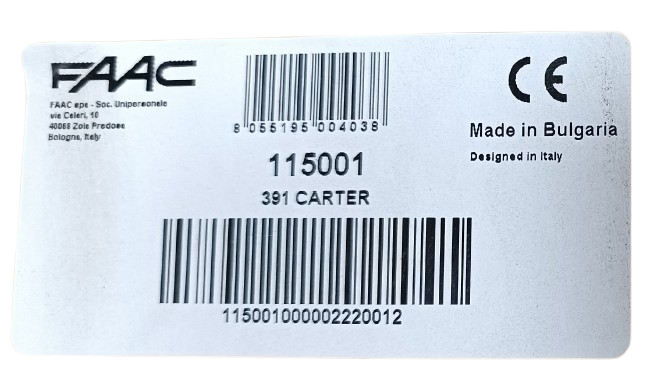 FAAC
FAAC spa - Soc. Unipersonale
via Celeri, 10
40069 Zola Predosa
Bologna, Italy
8 055195 004038
115001
391 CARTER
115001000002220012
CE
Made in Bulgaria
Designed in Italy